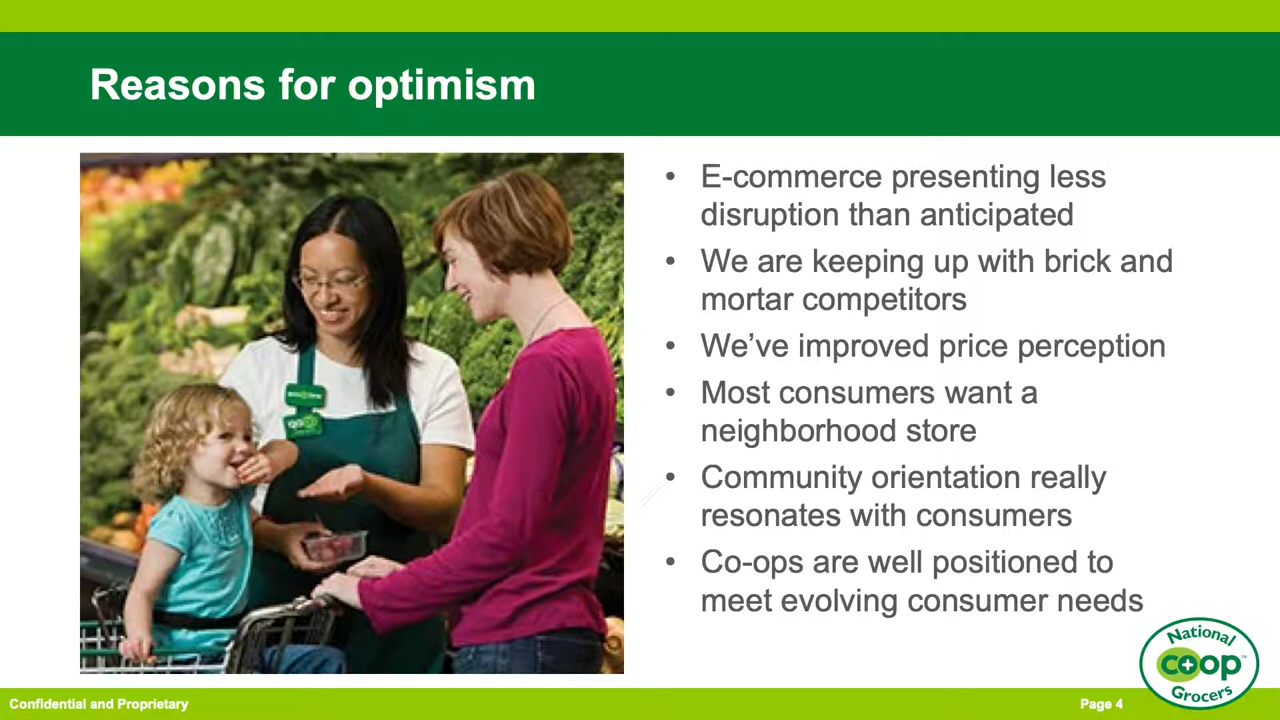 Reasons for optimism
• E-commerce presenting less
disruption than anticipated
• We are keeping up with brick and
mortar competitors
• We’ve improved price perception
• Most consumers want a
neighborhood store
• Community orientation really
resonates with consumers
• Co-ops are well positioned to
meet evolving consumer needs
National
co+op™
Grocers
Confidential and Proprietary
Page 4